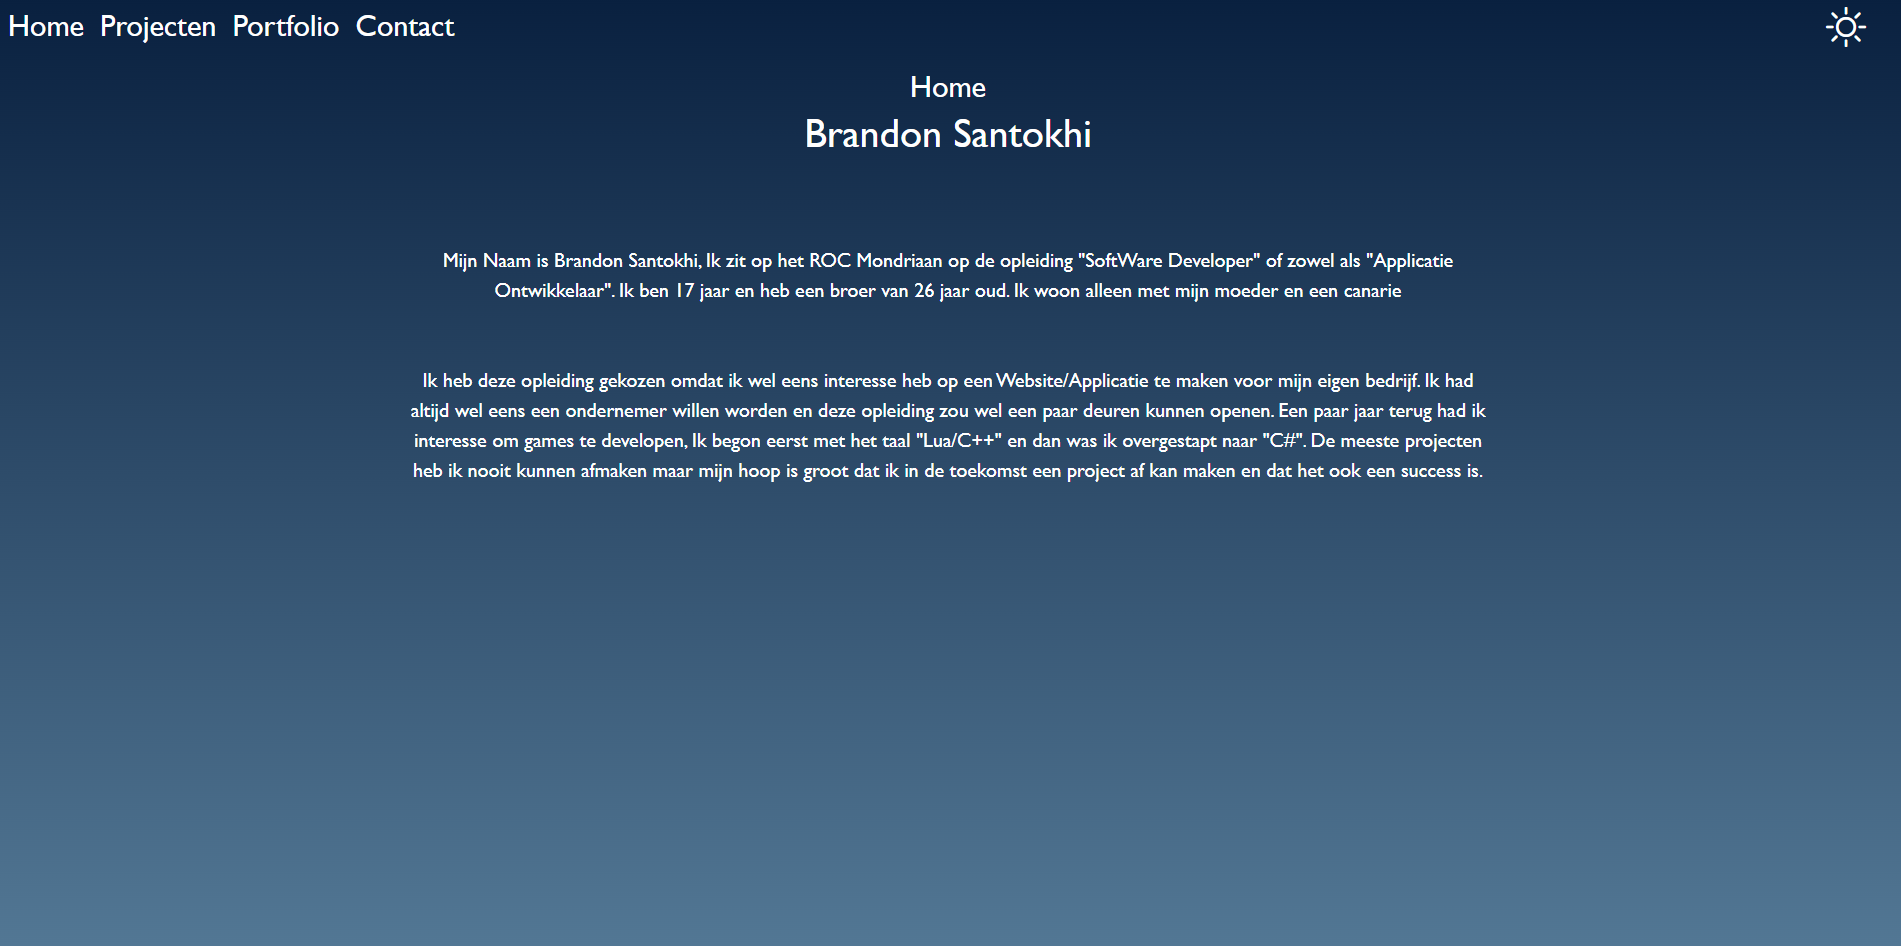 Home Projecten Portfolio Contact
Home
Brandon Santokhi
Mijn Naam is Brandon Santokhi, Ik zit op het ROC Mondriaan op de opleiding "SoftWare Developer" of zowel als "Applicatie
Ontwikkelaar". Ik ben 17 jaar en heb een broer van 26 jaar oud. Ik woon alleen met mijn moeder en een canarie
Ik heb deze opleiding gekozen omdat ik wel eens interesse heb op een Website/Applicatie te maken voor mijn eigen bedrijf. Ik had
altijd wel eens een ondernemer willen worden en deze opleiding zou wel een paar deuren kunnen openen. Een paar jaar terug had ik
interesse om games te developen, Ik begon eerst met het taal "Lua/C++" en dan was ik overgestapt naar "C#". De meeste projecten
heb ik nooit kunnen afmaken maar mijn hoop is groot dat ik in de toekomst een project af kan maken en dat het ook een success is.